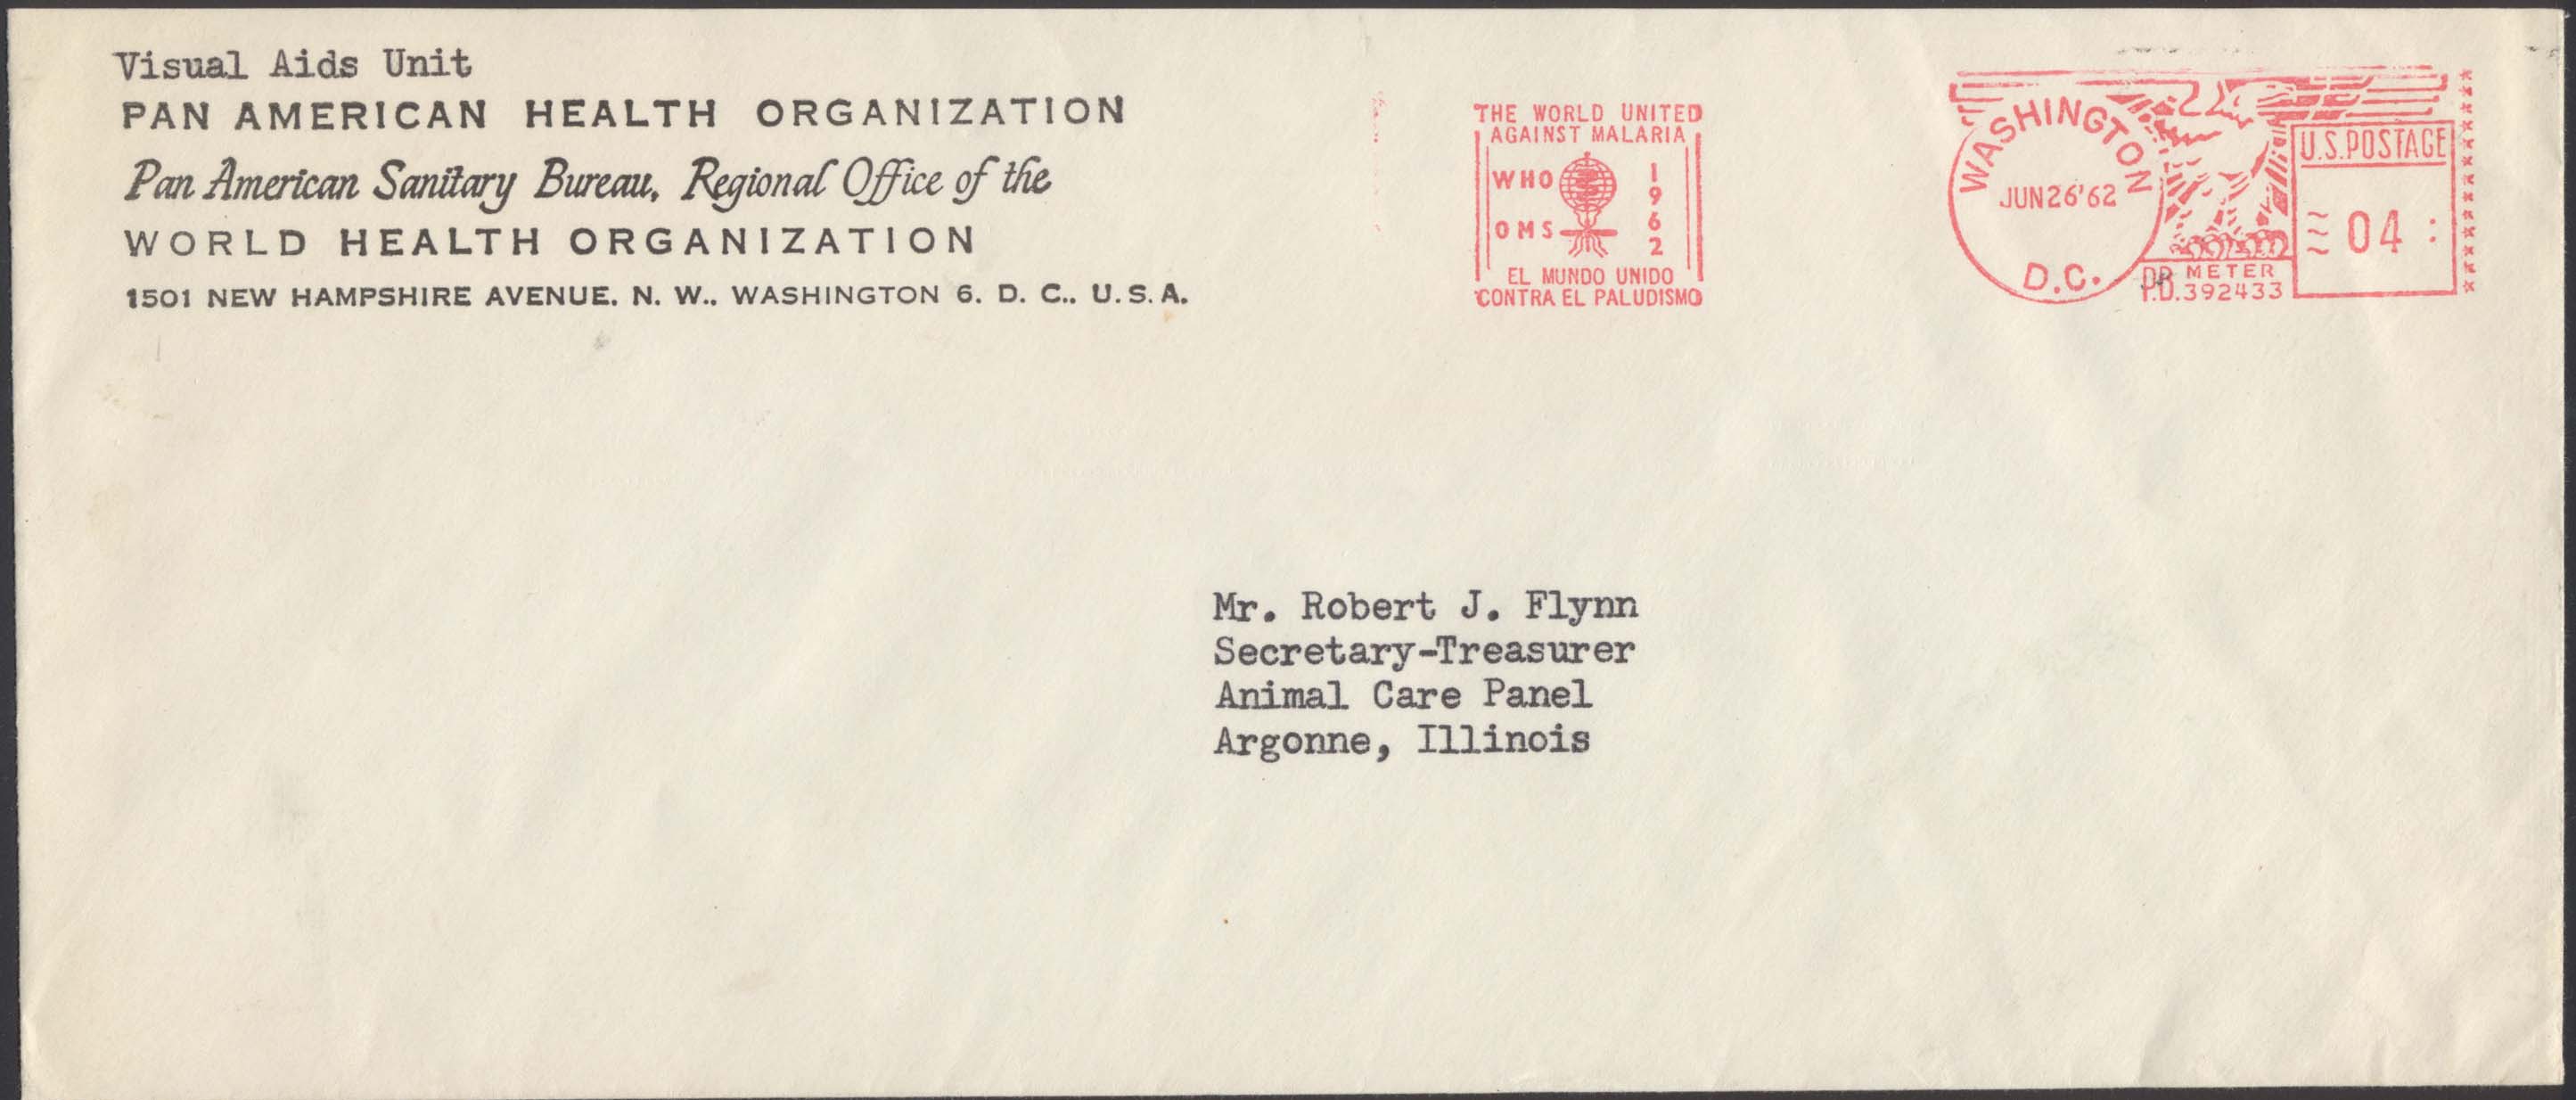 Visual Aids Unit
PAN AMERICAN HEALTH ORGANIZATION
Pan American Sanitary Bureau, Regional Office of the
WORLD HEALTH ORGANIZATION
1501 NEW HAMPSHIRE AVENUE. N. W.. WASHINGTON 6. D. C.. U. S. A.
THE WORLD UNITED
AGAINST MALARIA
WHO
OMS
1962
EL MUNDO UNIDO
CONTRA EL PALUDISMO
WASHINGTON
JUN 26 '62
D.C.
U.S. POSTAGE
04
METER
392433
Mr. Robert J. Flynn
Secretary-Treasurer
Animal Care Panel
Argonne, Illinois